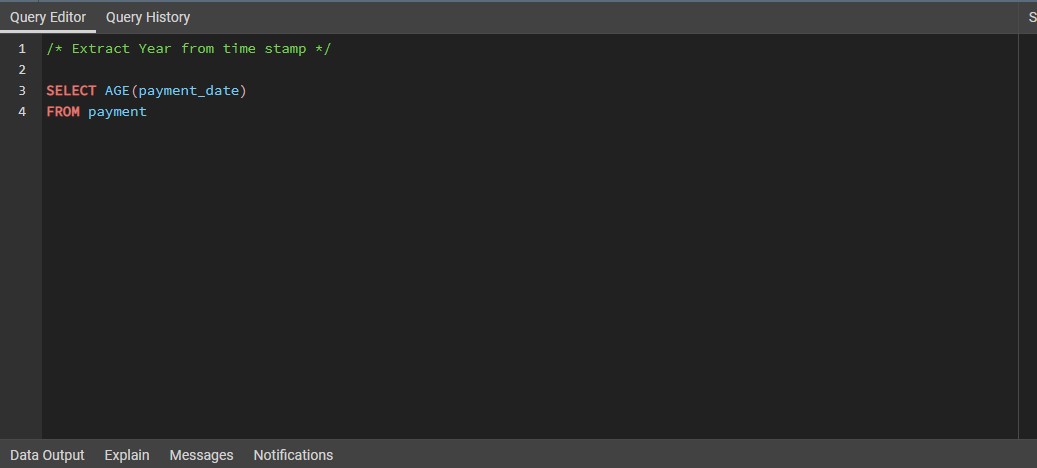 Query Editor Query History S
1 /* Extract Year from time stamp */
2
3 SELECT AGE(payment_date)
4 FROM payment
Data Output Explain Messages Notifications